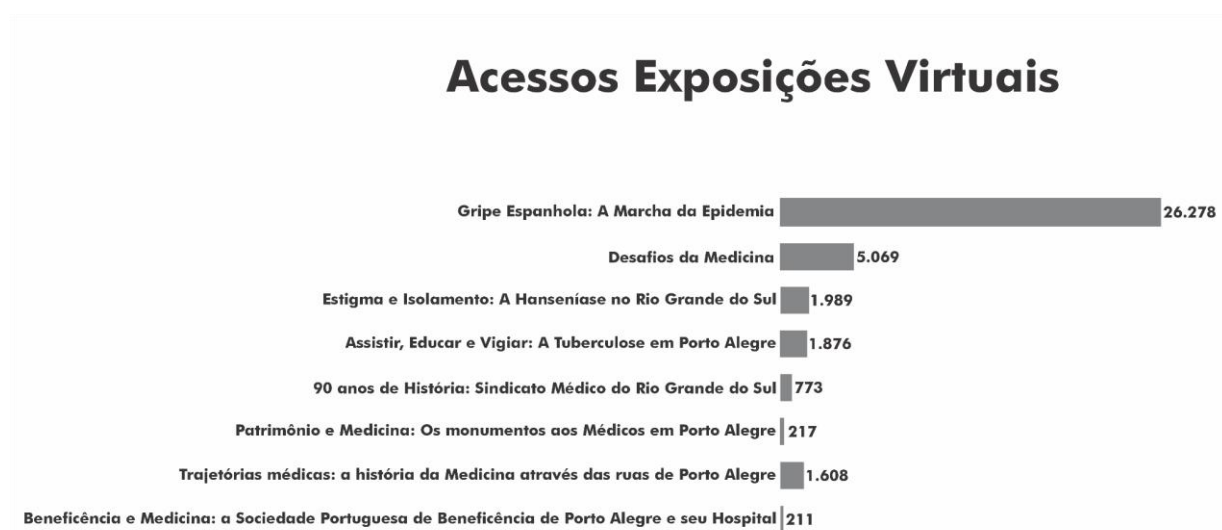 Acessos Exposições Virtuais
Gripe Espanhola: A Marcha da Epidemia 26.278
Desafios da Medicina 5.069
Estigma e Isolamento: A Hanseníase no Rio Grande do Sul 1.989
Assistir, Educar e Vigiar: A Tuberculose em Porto Alegre 1.876
90 anos de História: Sindicato Médico do Rio Grande do Sul 773
Patrimônio e Medicina: Os monumentos aos Médicos em Porto Alegre 217
Trajetórias médicas: a história da Medicina através das ruas de Porto Alegre 1.608
Beneficência e Medicina: a Sociedade Portuguesa de Beneficência de Porto Alegre e seu Hospital 211